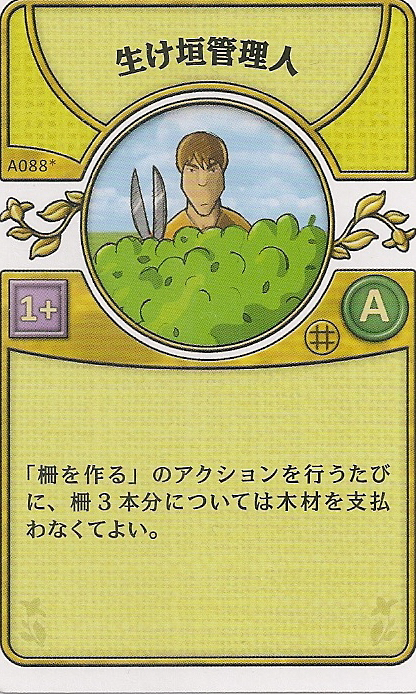 生け垣管理人
A088*
1+
A
「柵を作る」のアクションを行うたび
に、柵3本分については木材を支払
わなくてよい。